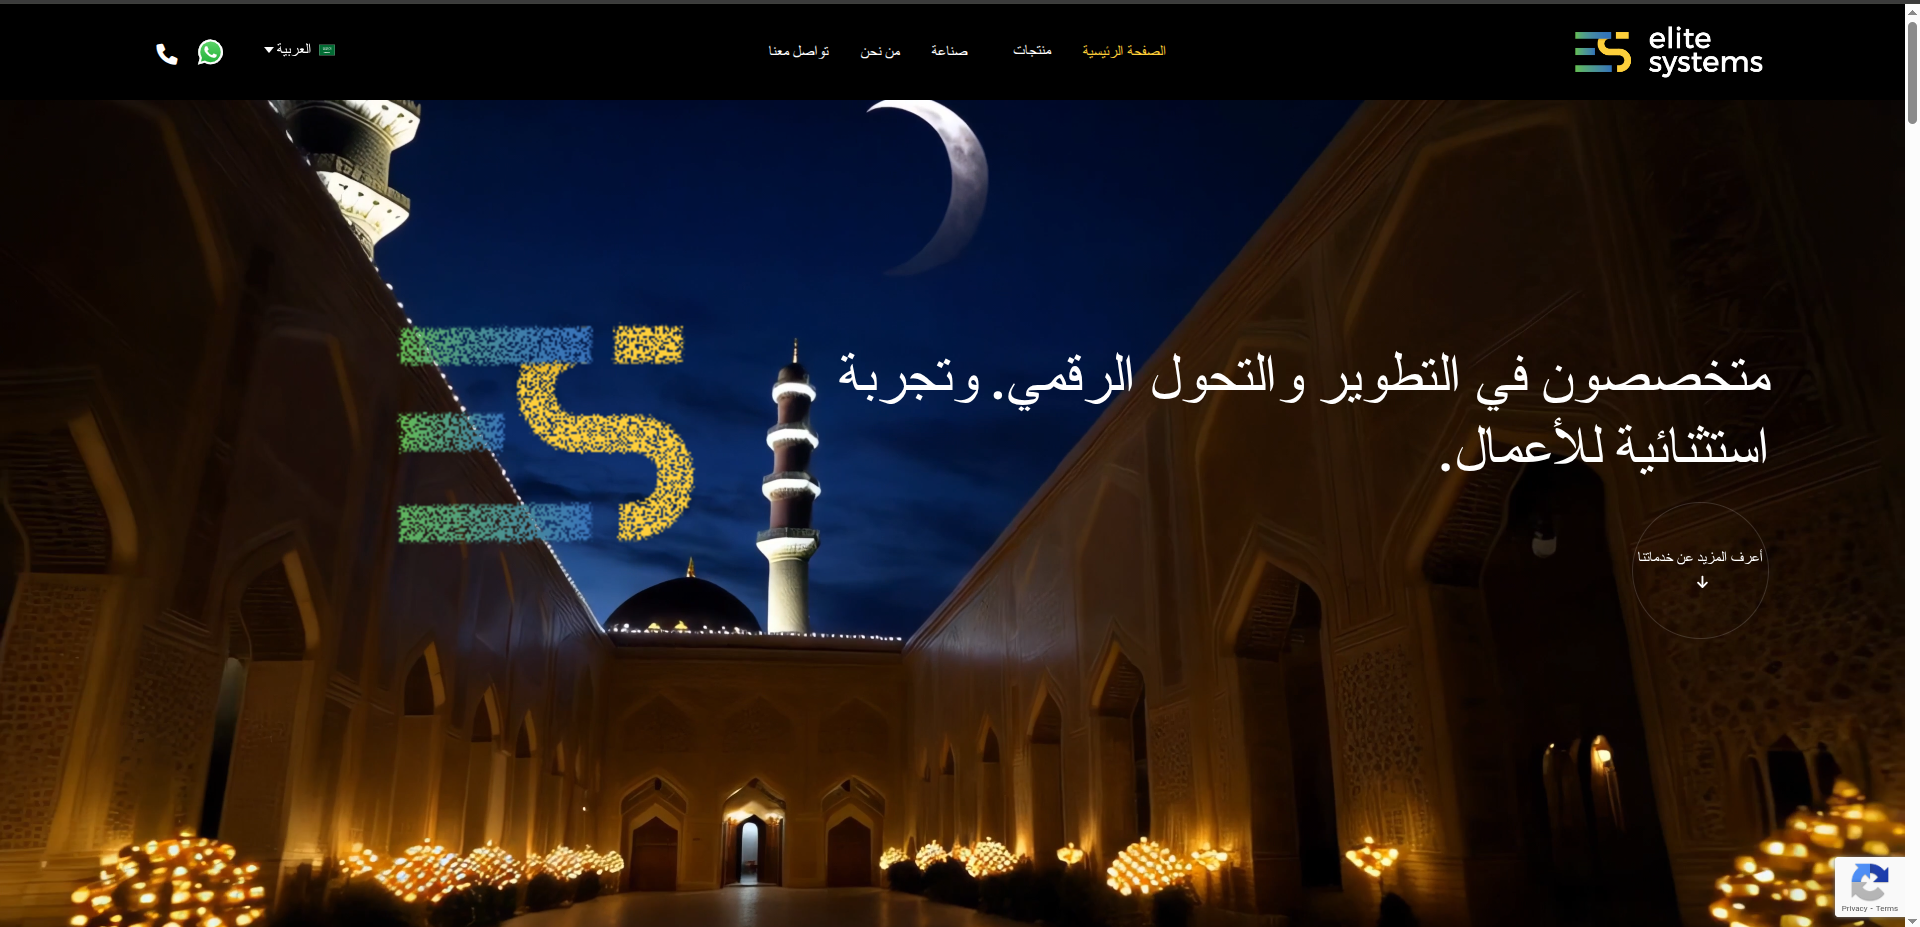 elite
systems
الصفحة الرئيسية
منتجات
صناعة
من نحن
تواصل معنا
العربية
متخصصون في التطوير والتحول الرقمي. وتجربة
استثنائية للأعمال.
أعرف المزيد عن خدماتنا
Privacy - Terms